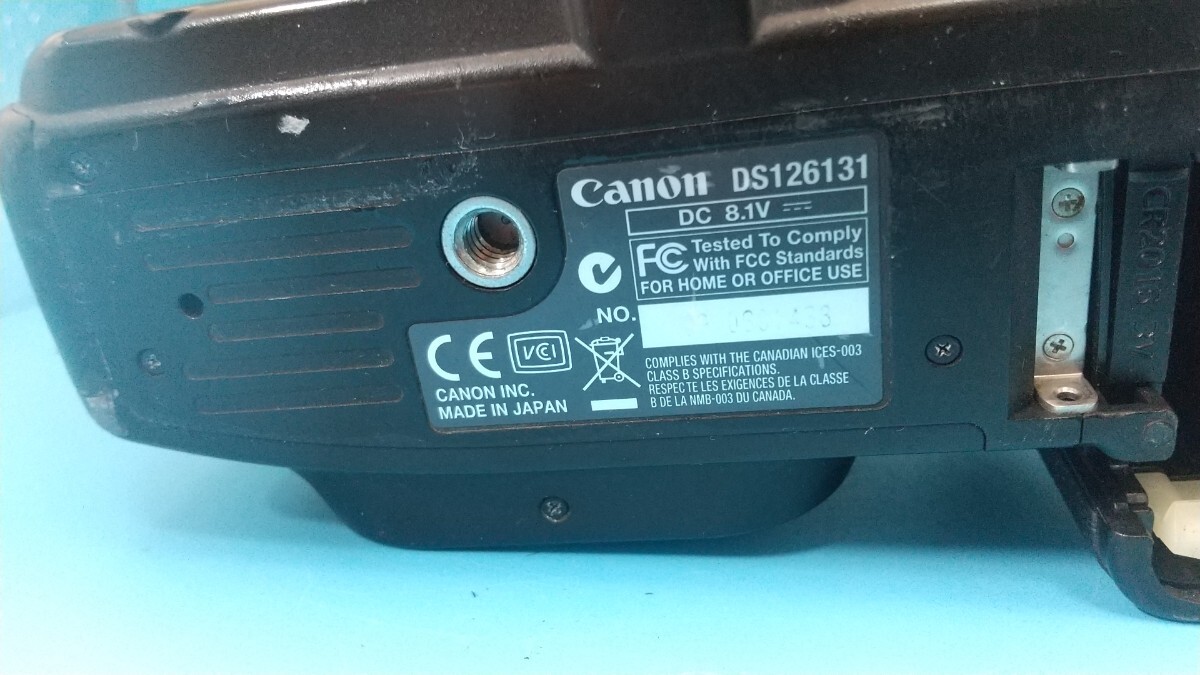 Canon DS126131
DC 8.1V
FC Tested To Comply
With FCC Standards
FOR HOME OR OFFICE USE
NO.
CE VCI
CANON INC.
MADE IN JAPAN
COMPLIES WITH THE CANADIAN ICES-003
CLASS B SPECIFICATIONS.
RESPECTE LES EXIGENCES DE LA CLASSE
B DE LA NMB-003 DU CANADA.
CR2016 3V